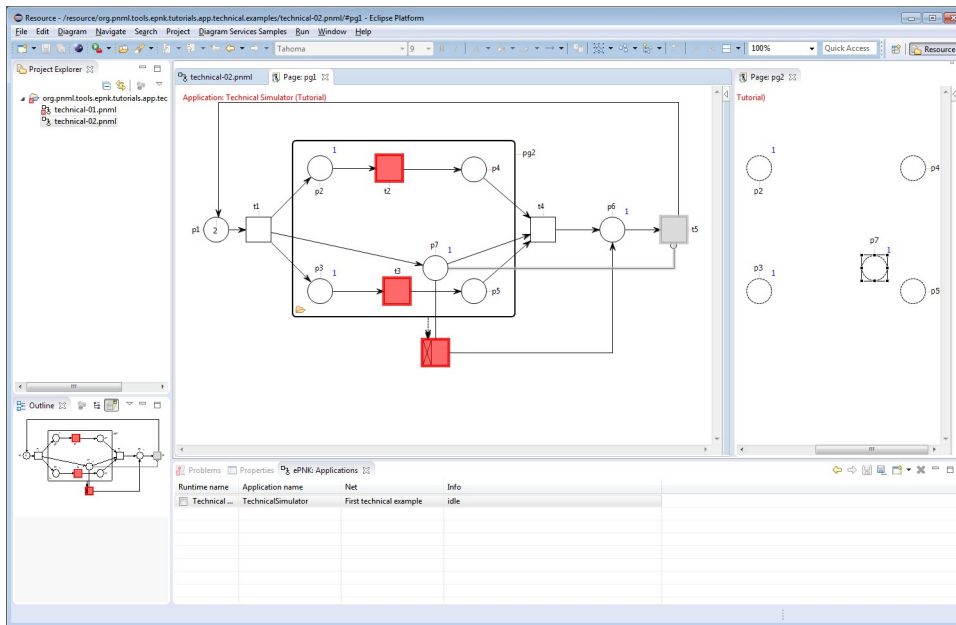 Resource - /resource/org.pnml.tools.epnk.tutorials.app.technical.examples/technical-02.pnml/#pg1 - Eclipse Platform
File Edit Diagram Navigate Search Project Diagram Services Samples Run Window Help
Tahoma 9 100% Quick Access Resource
Project Explorer
org.pnml.tools.epnk.tutorials.app.tec
technical-01.pnml
technical-02.pnml
technical-02.pnml Page: pg1
Application: Technical Simulator (Tutorial)
1
pg2
p4
p2
t2
t1
t4
p6
1
p1
2
t5
p7
1
p3
1
t3
p5
Page: pg2
Tutorial)
1
p4
p2
p7
1
p3
1
p5
Outline
Problems Properties ePNK: Applications
Runtime name Application name Net Info
Technical ... TechnicalSimulator First technical example idle